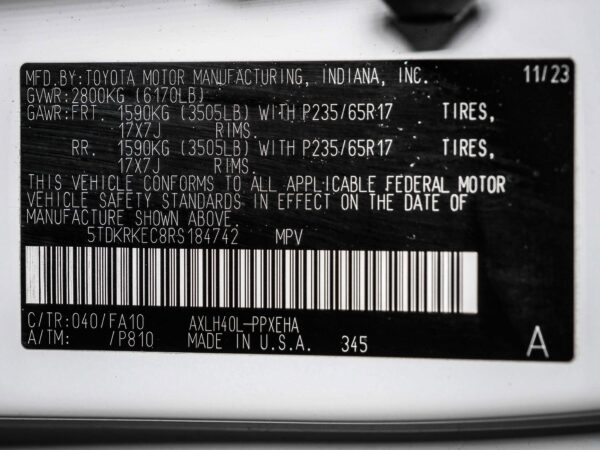 MFD.BY:TOYOTA MOTOR MANUFACTURING, INDIANA, INC. 11/23
GVWR:2800KG (6170LB)
GAWR:FRT. 1590KG (3505LB) WITH P235/65R17 TIRES,
17X7J RIMS.
RR. 1590KG (3505LB) WITH P235/65R17 TIRES,
17X7J RIMS.
THIS VEHICLE CONFORMS TO ALL APPLICABLE FEDERAL MOTOR
VEHICLE SAFETY STANDARDS IN EFFECT ON THE DATE OF
MANUFACTURE SHOWN ABOVE.
5TDKRKEC8RS184742 MPV
C/TR:040/FA10 AXLH40L-PPXEHA
A/TM: /P810 MADE IN U.S.A. 345 A